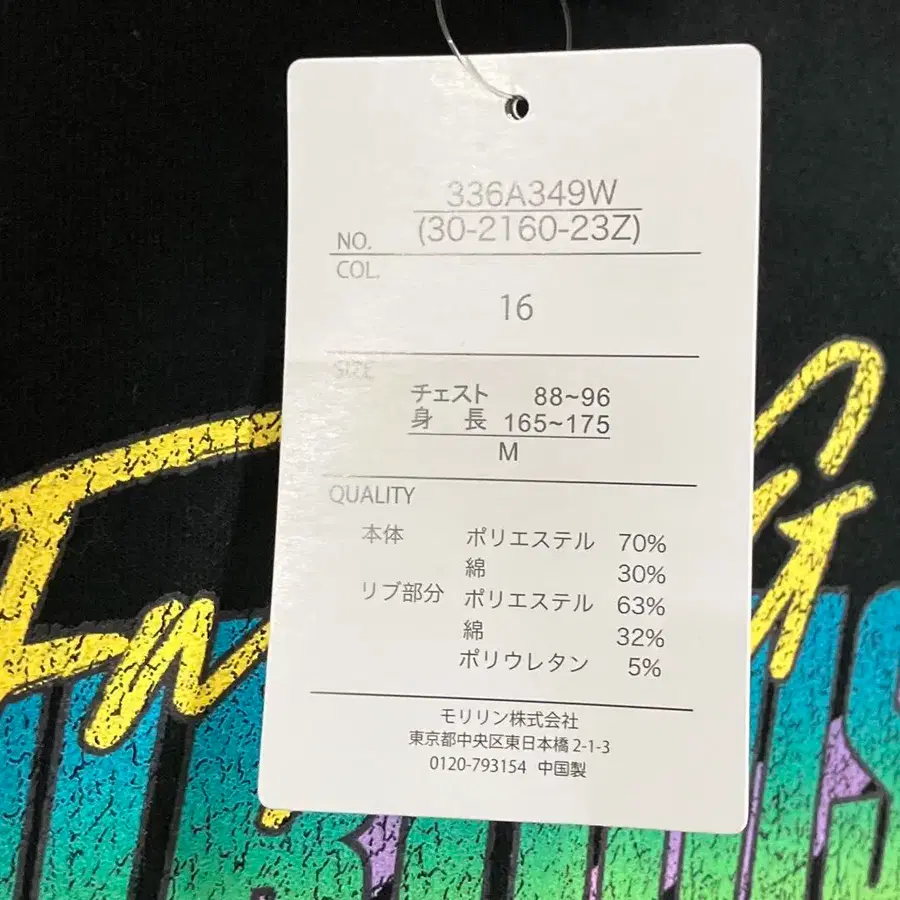 336A349W
NO. (30-2160-23Z)
COL.
16
SIZE
チェスト 88~96
身 長 165~175
M
QUALITY
本体 ポリエステル 70%
綿 30%
リブ部分 ポリエステル 63%
綿 32%
ポリウレタン 5%
モリリン株式会社
東京都中央区東日本橋2-1-3
0120-793154 中国製